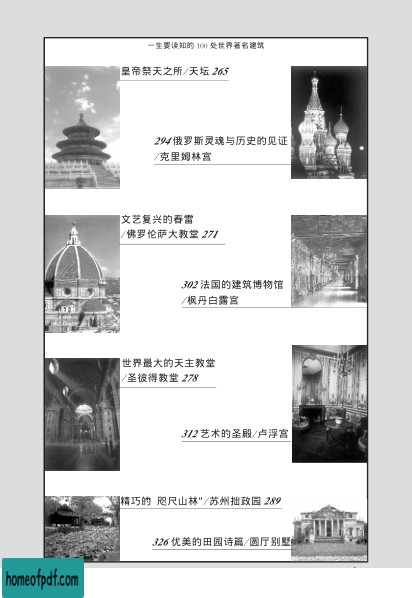 一生要读知的 100 处世界著名建筑
皇帝祭天之所/天坛 265
294 俄罗斯灵魂与历史的见证
/克里姆林宫
文艺复兴的春雷
/佛罗伦萨大教堂 271
302 法国的建筑博物馆
/枫丹白露宫
世界最大的天主教堂
/圣彼得教堂 278
312 艺术的圣殿/卢浮宫
精巧的 咫尺山林"/苏州拙政园 289
326 优美的田园诗篇/圆厅别墅
homeofpdf.com